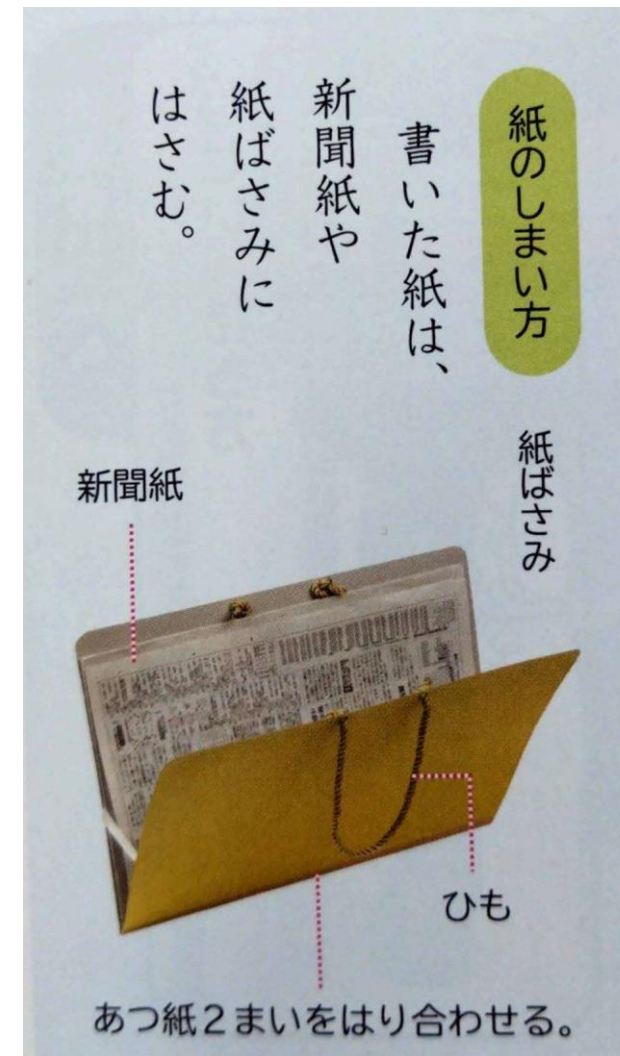 紙のしまい方
書いた紙は、
新聞紙や
紙ばさみに
はさむ。
紙ばさみ
新聞紙
ひも
あつ紙2まいをはり合わせる。